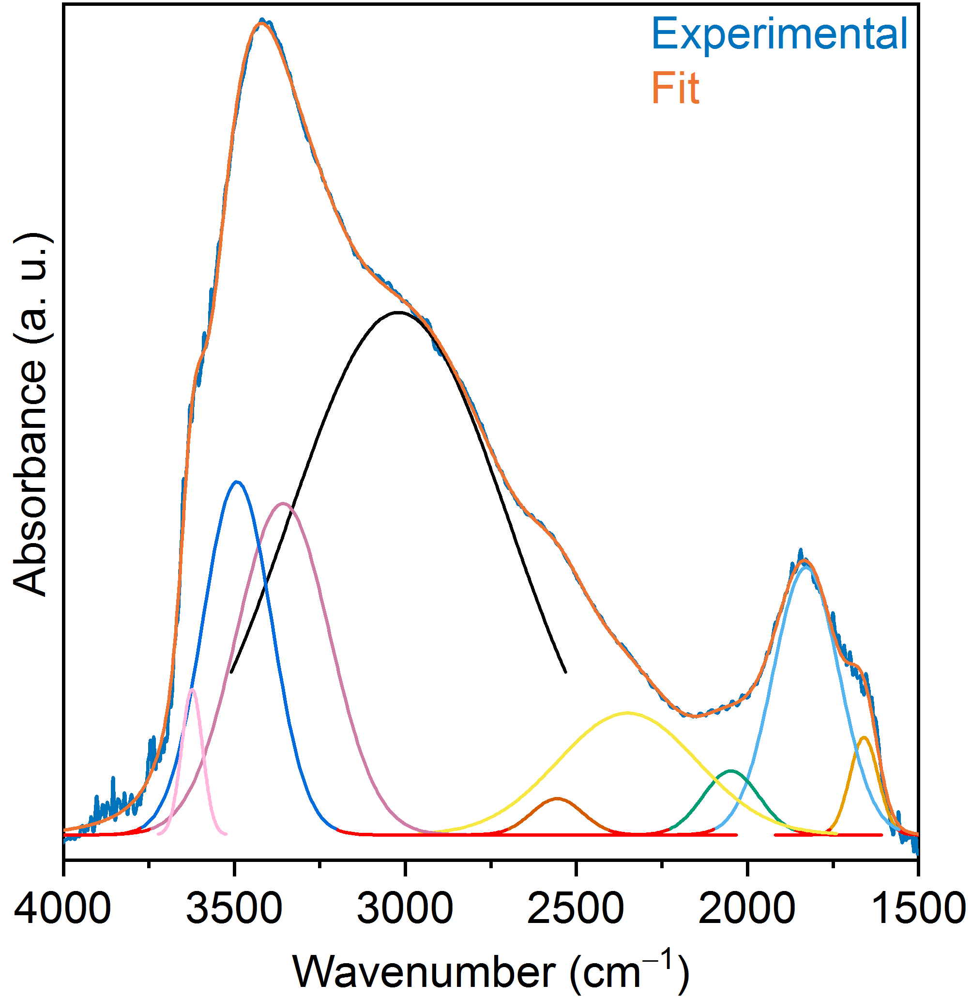 Experimental
Fit
Absorbance (a. u.)
4000 3500 3000 2500 2000 1500
Wavenumber (cm⁻¹)